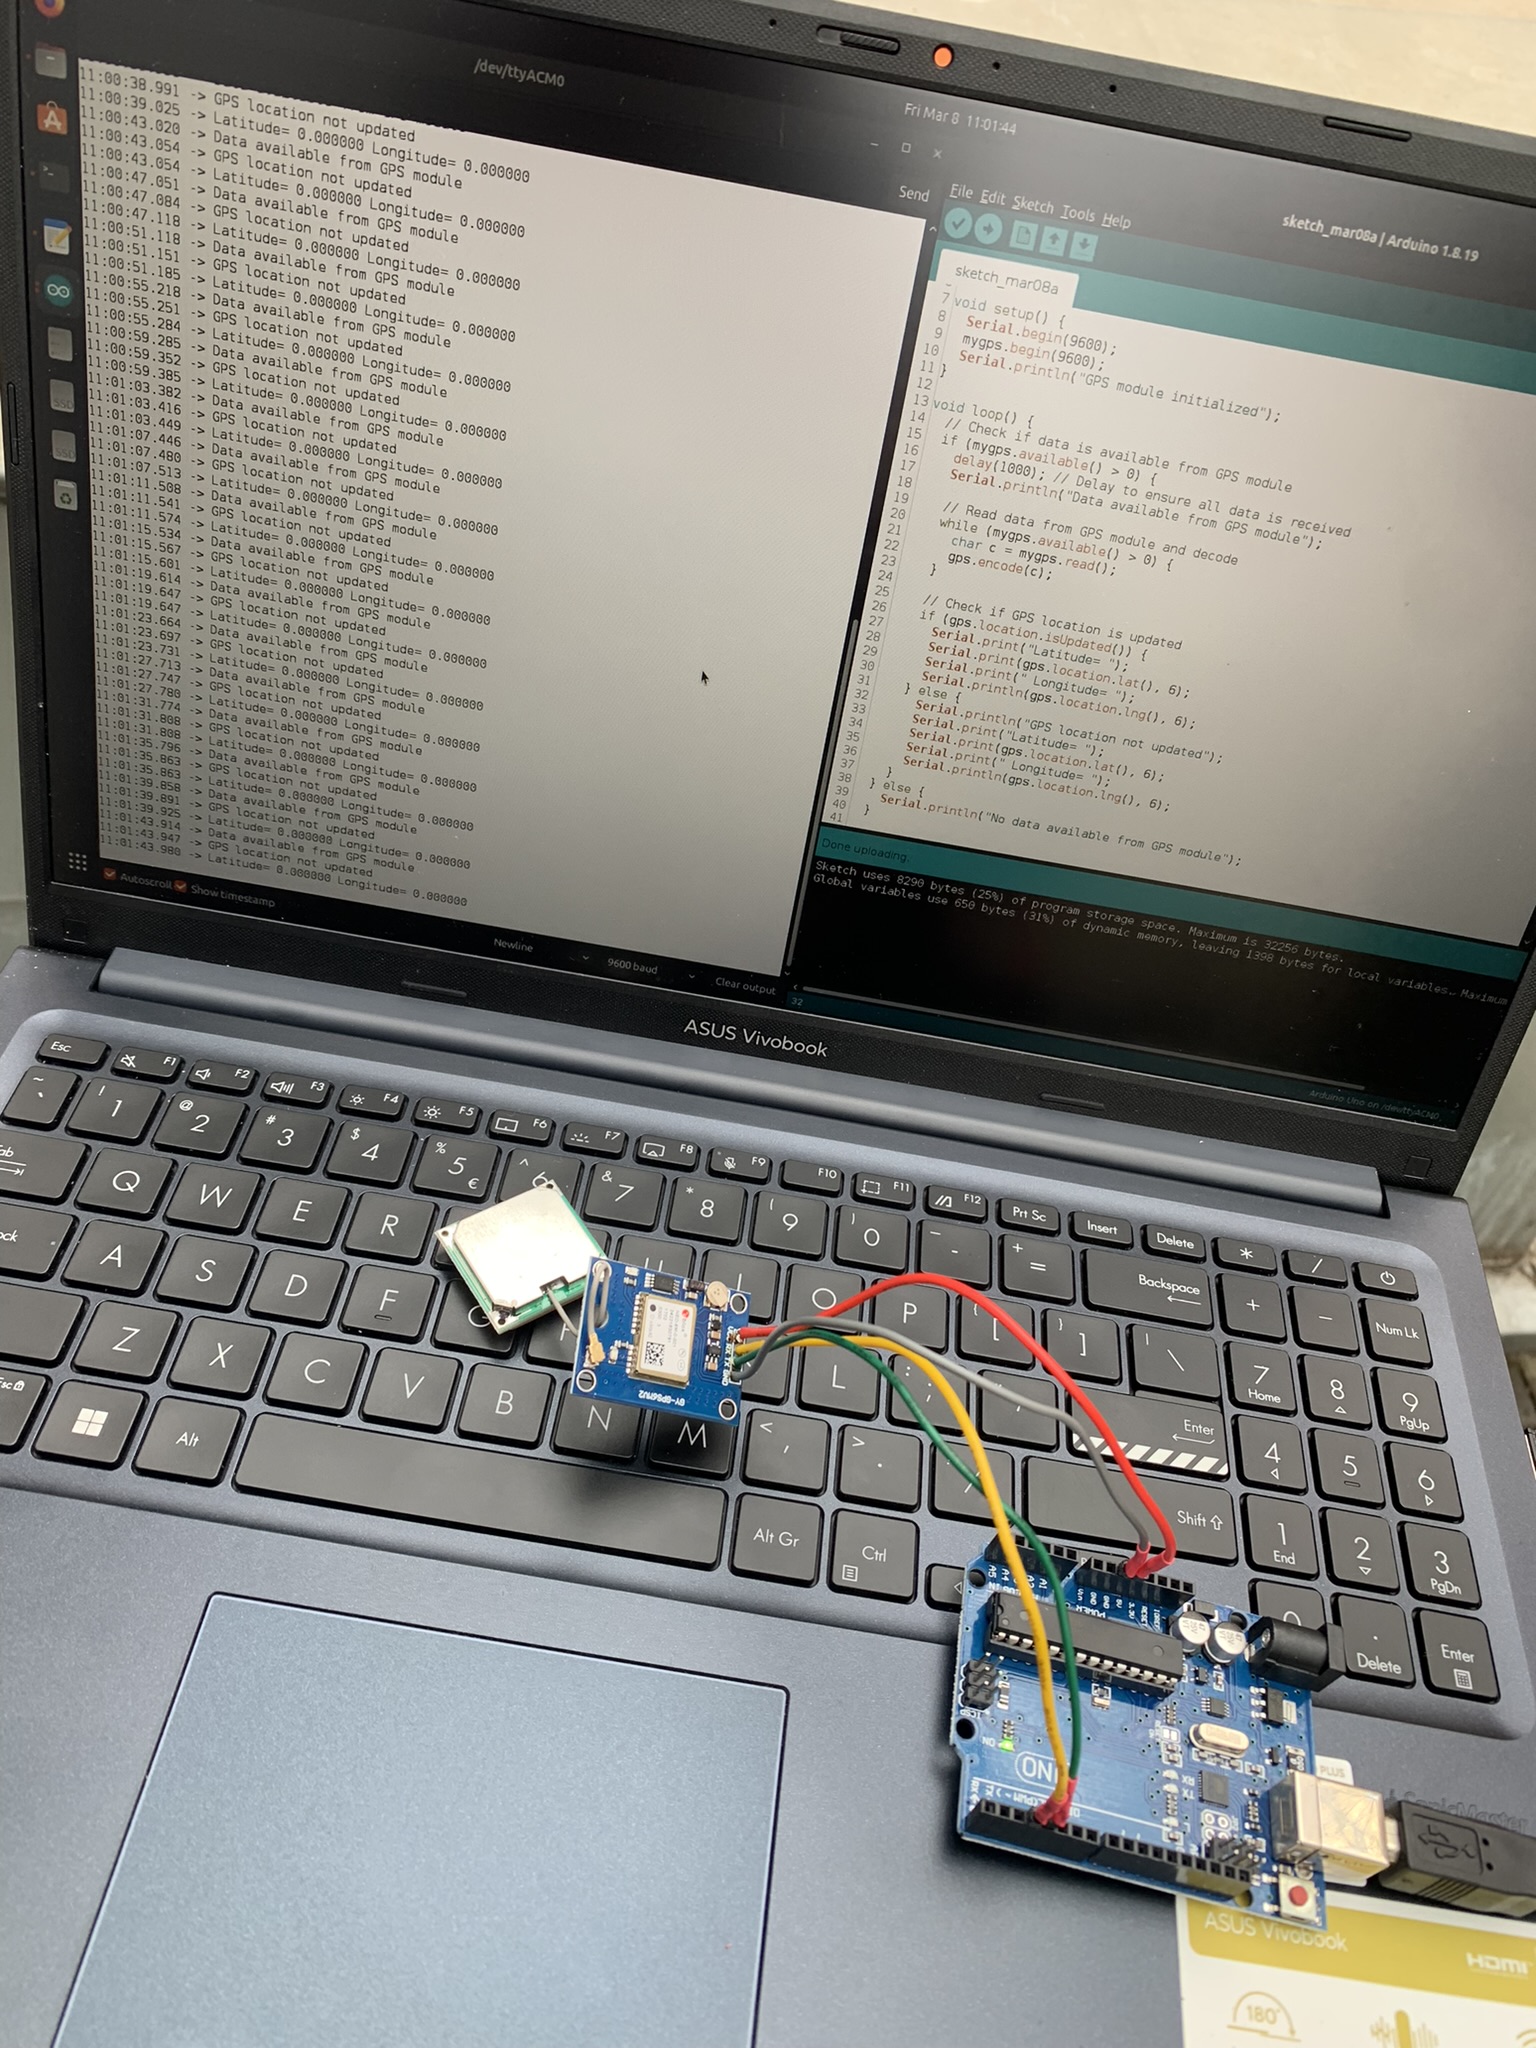 /dev/ttyACM0
Fri Mar 8 11:01:44
Send
11:00:38.991 -> GPS location not updated
11:00:39.025 -> Latitude= 0.000000 Longitude= 0.000000
11:00:43.020 -> Data available from GPS module
11:00:43.054 -> GPS location not updated
11:00:43.054 -> Latitude= 0.000000 Longitude= 0.000000
11:00:47.051 -> Data available from GPS module
11:00:47.084 -> GPS location not updated
11:00:47.118 -> Latitude= 0.000000 Longitude= 0.000000
11:00:51.118 -> Data available from GPS module
11:00:51.151 -> GPS location not updated
11:00:51.185 -> Latitude= 0.000000 Longitude= 0.000000
11:00:55.218 -> Data available from GPS module
11:00:55.251 -> GPS location not updated
11:00:55.284 -> Latitude= 0.000000 Longitude= 0.000000
11:00:59.285 -> Data available from GPS module
11:00:59.352 -> GPS location not updated
11:00:59.385 -> Latitude= 0.000000 Longitude= 0.000000
11:01:03.382 -> Data available from GPS module
11:01:03.416 -> GPS location not updated
11:01:03.449 -> Latitude= 0.000000 Longitude= 0.000000
11:01:07.446 -> Data available from GPS module
11:01:07.480 -> GPS location not updated
11:01:07.513 -> Latitude= 0.000000 Longitude= 0.000000
11:01:11.508 -> Data available from GPS module
11:01:11.541 -> GPS location not updated
11:01:11.574 -> Latitude= 0.000000 Longitude= 0.000000
11:01:15.534 -> Data available from GPS module
11:01:15.567 -> GPS location not updated
11:01:15.601 -> Latitude= 0.000000 Longitude= 0.000000
11:01:19.614 -> Data available from GPS module
11:01:19.647 -> GPS location not updated
11:01:19.647 -> Latitude= 0.000000 Longitude= 0.000000
11:01:23.664 -> Data available from GPS module
11:01:23.697 -> GPS location not updated
11:01:23.731 -> Latitude= 0.000000 Longitude= 0.000000
11:01:27.713 -> Data available from GPS module
11:01:27.747 -> GPS location not updated
11:01:27.780 -> Latitude= 0.000000 Longitude= 0.000000
11:01:31.774 -> Data available from GPS module
11:01:31.808 -> GPS location not updated
11:01:31.808 -> Latitude= 0.000000 Longitude= 0.000000
11:01:35.796 -> Data available from GPS module
11:01:35.863 -> GPS location not updated
11:01:35.863 -> Latitude= 0.000000 Longitude= 0.000000
11:01:39.858 -> Data available from GPS module
11:01:39.891 -> GPS location not updated
11:01:39.925 -> Latitude= 0.000000 Longitude= 0.000000
11:01:43.914 -> Data available from GPS module
11:01:43.947 -> GPS location not updated
11:01:43.980 -> Latitude= 0.000000 Longitude= 0.000000
Autoscroll Show timestamp
Newline
9600 baud
Clear output
sketch_mar08a | Arduino 1.8.19
File Edit Sketch Tools Help
sketch_mar08a
7 void setup() {
8 Serial.begin(9600);
9 mygps.begin(9600);
10 Serial.println("GPS module initialized");
11 }
12
13 void loop() {
14 // Check if data is available from GPS module
15 if (mygps.available() > 0) {
16 delay(1000); // Delay to ensure all data is received
17 Serial.println("Data available from GPS module");
18
19 // Read data from GPS module and decode
20 while (mygps.available() > 0) {
21 char c = mygps.read();
22 gps.encode(c);
23 }
24
25 // Check if GPS location is updated
26 if (gps.location.isUpdated()) {
27 Serial.print("Latitude= ");
28 Serial.print(gps.location.lat(), 6);
29 Serial.print(" Longitude= ");
30 Serial.println(gps.location.lng(), 6);
31 } else {
32 Serial.println("GPS location not updated");
33 Serial.print("Latitude= ");
34 Serial.print(gps.location.lat(), 6);
35 Serial.print(" Longitude= ");
36 Serial.println(gps.location.lng(), 6);
37 }
38 } else {
39 Serial.println("No data available from GPS module");
40 }
41
Done uploading.
Sketch uses 8290 bytes (25%) of program storage space. Maximum is 32256 bytes.
Global variables use 650 bytes (31%) of dynamic memory, leaving 1398 bytes for local variables. Maximum
32
Arduino Uno on /dev/ttyACM0
ASUS Vivobook
Esc F1 F2 F3 F4 F5 F6 F7 F8 F9 F10 F11 F12 Prt Sc Insert Delete * /
~ ` ! 1 @ 2 # 3 $ 4 % 5 € ^ 6 & 7 * 8 ( 9 ) 0 _ - + = Backspace + Num Lk
Q W E R O P { [ } ] | \ 7 Home 8 9 PgUp
A S D F G L : ; Enter 4 5 6
Z X C V B N M < , > . / Shift 1 End 2 3 PgDn
Alt Alt Gr Ctrl 0 . Delete Enter
GY-GPS6MV2
GND
A5 A4
POWER
5V 3.3V
GND
RESET
ON
UNO
TX
RX
ASUS Vivobook
HDMI
PLUS
180°